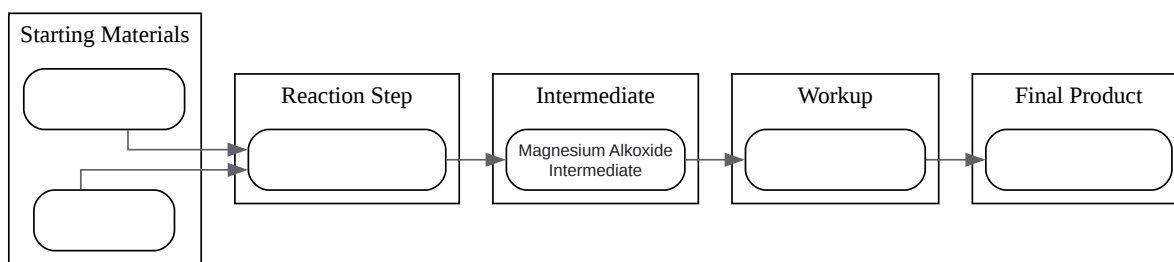 Starting Materials
Reaction Step
Intermediate
Workup
Final Product
Magnesium Alkoxide
Intermediate